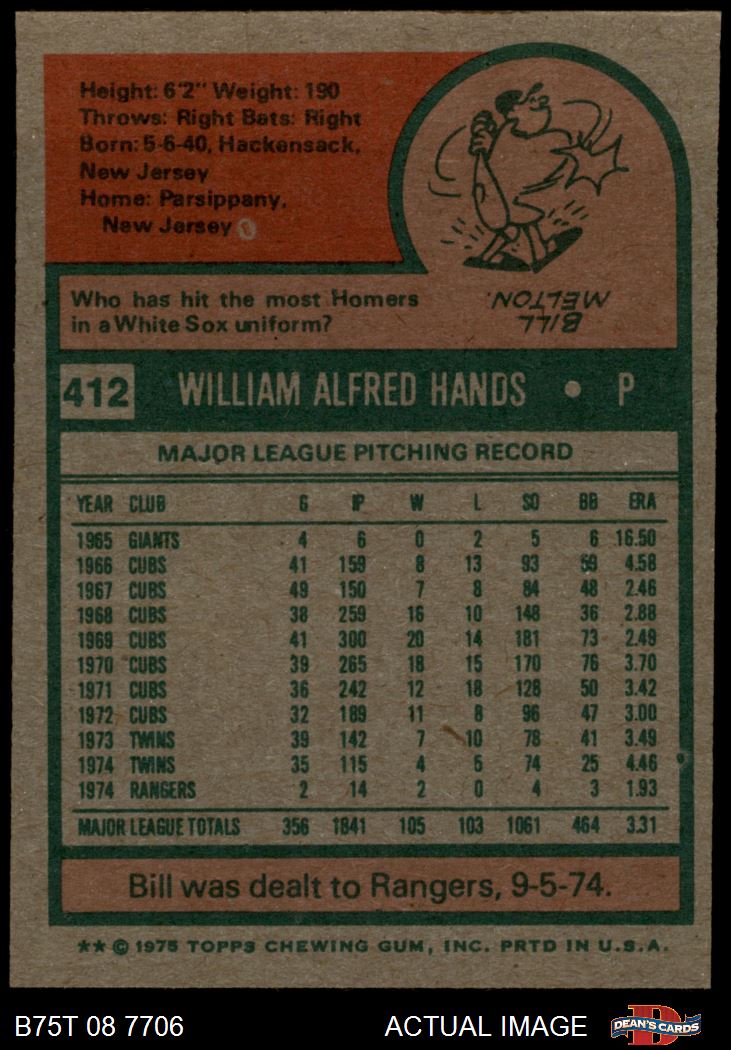 Height: 6'2" Weight: 190
Throws: Right Bats: Right
Born: 5-6-40, Hackensack,
New Jersey
Home: Parsippany,
New Jersey
Who has hit the most Homers
in a White Sox uniform?
BILL
MELTON.
412 WILLIAM ALFRED HANDS • P
MAJOR LEAGUE PITCHING RECORD
YEAR CLUB G IP W L SO BB ERA
1965 GIANTS 4 6 0 2 5 6 16.50
1966 CUBS 41 159 8 13 93 59 4.58
1967 CUBS 49 150 7 8 84 48 2.46
1968 CUBS 38 259 16 10 148 36 2.88
1969 CUBS 41 300 20 14 181 73 2.49
1970 CUBS 39 265 18 15 170 76 3.70
1971 CUBS 36 242 12 18 128 50 3.42
1972 CUBS 32 189 11 8 96 47 3.00
1973 TWINS 39 142 7 10 78 41 3.49
1974 TWINS 35 115 4 5 74 25 4.46
1974 RANGERS 2 14 2 0 4 3 1.93
MAJOR LEAGUE TOTALS 356 1841 105 103 1061 464 3.31
Bill was dealt to Rangers, 9-5-74.
** © 1975 TOPPS CHEWING GUM, INC. PRTD IN U.S.A.
B75T 08 7706 ACTUAL IMAGE DEAN'S CARDS